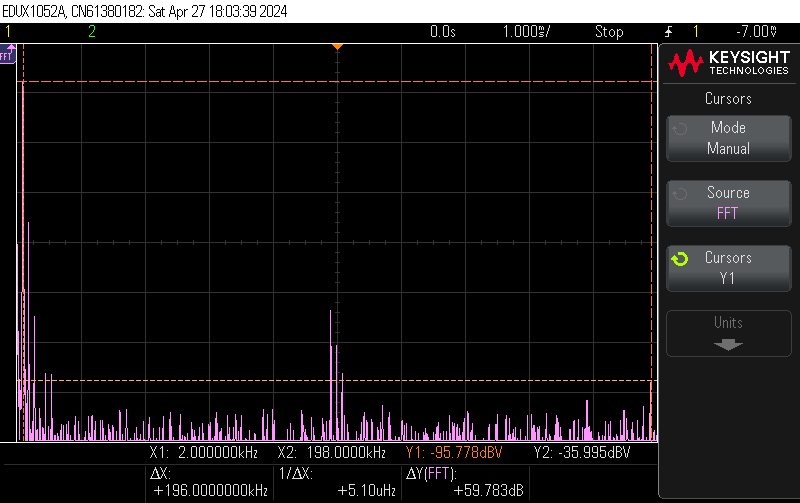 EDUX1052A, CN61380182: Sat Apr 27 18:03:39 2024
1 2 0.0s 1.000s/ Stop 1 -7.00V
FFT
KEYSIGHT
TECHNOLOGIES
Cursors
Mode
Manual
Source
FFT
Cursors
Y1
Units
X1: 2.0000000kHz X2: 198.0000kHz Y1: -95.778dBV Y2: -35.995dBV
ΔX:
+196.0000000kHz
1/ΔX:
+5.10uHz
ΔY(FFT):
+59.783dB